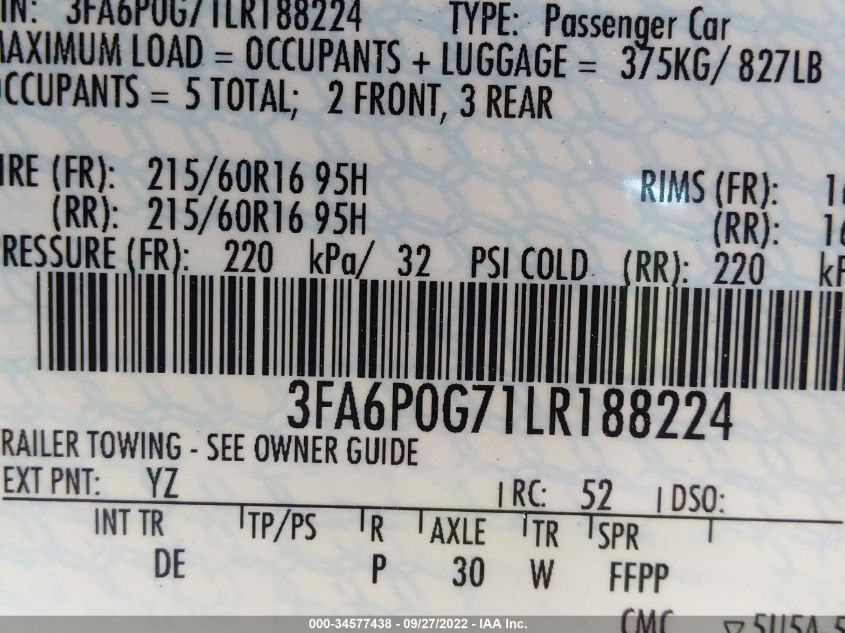 IN: 3FA6P0G71LR188224 TYPE: Passenger Car
MAXIMUM LOAD = OCCUPANTS + LUGGAGE = 375KG/ 827LB
OCCUPANTS = 5 TOTAL; 2 FRONT, 3 REAR
IRE (FR): 215/60R16 95H RIMS (FR): 16
(RR): 215/60R16 95H (RR): 16
RESSURE (FR): 220 kPa/ 32 PSI COLD (RR): 220 kP
3FA6P0G71LR188224
RAILER TOWING - SEE OWNER GUIDE
EXT PNT: YZ RC: 52 DSO:
INT TR TP/PS R AXLE TR SPR
DE P 30 W FFPP
000-34577438 - 09/27/2022 - IAA Inc.